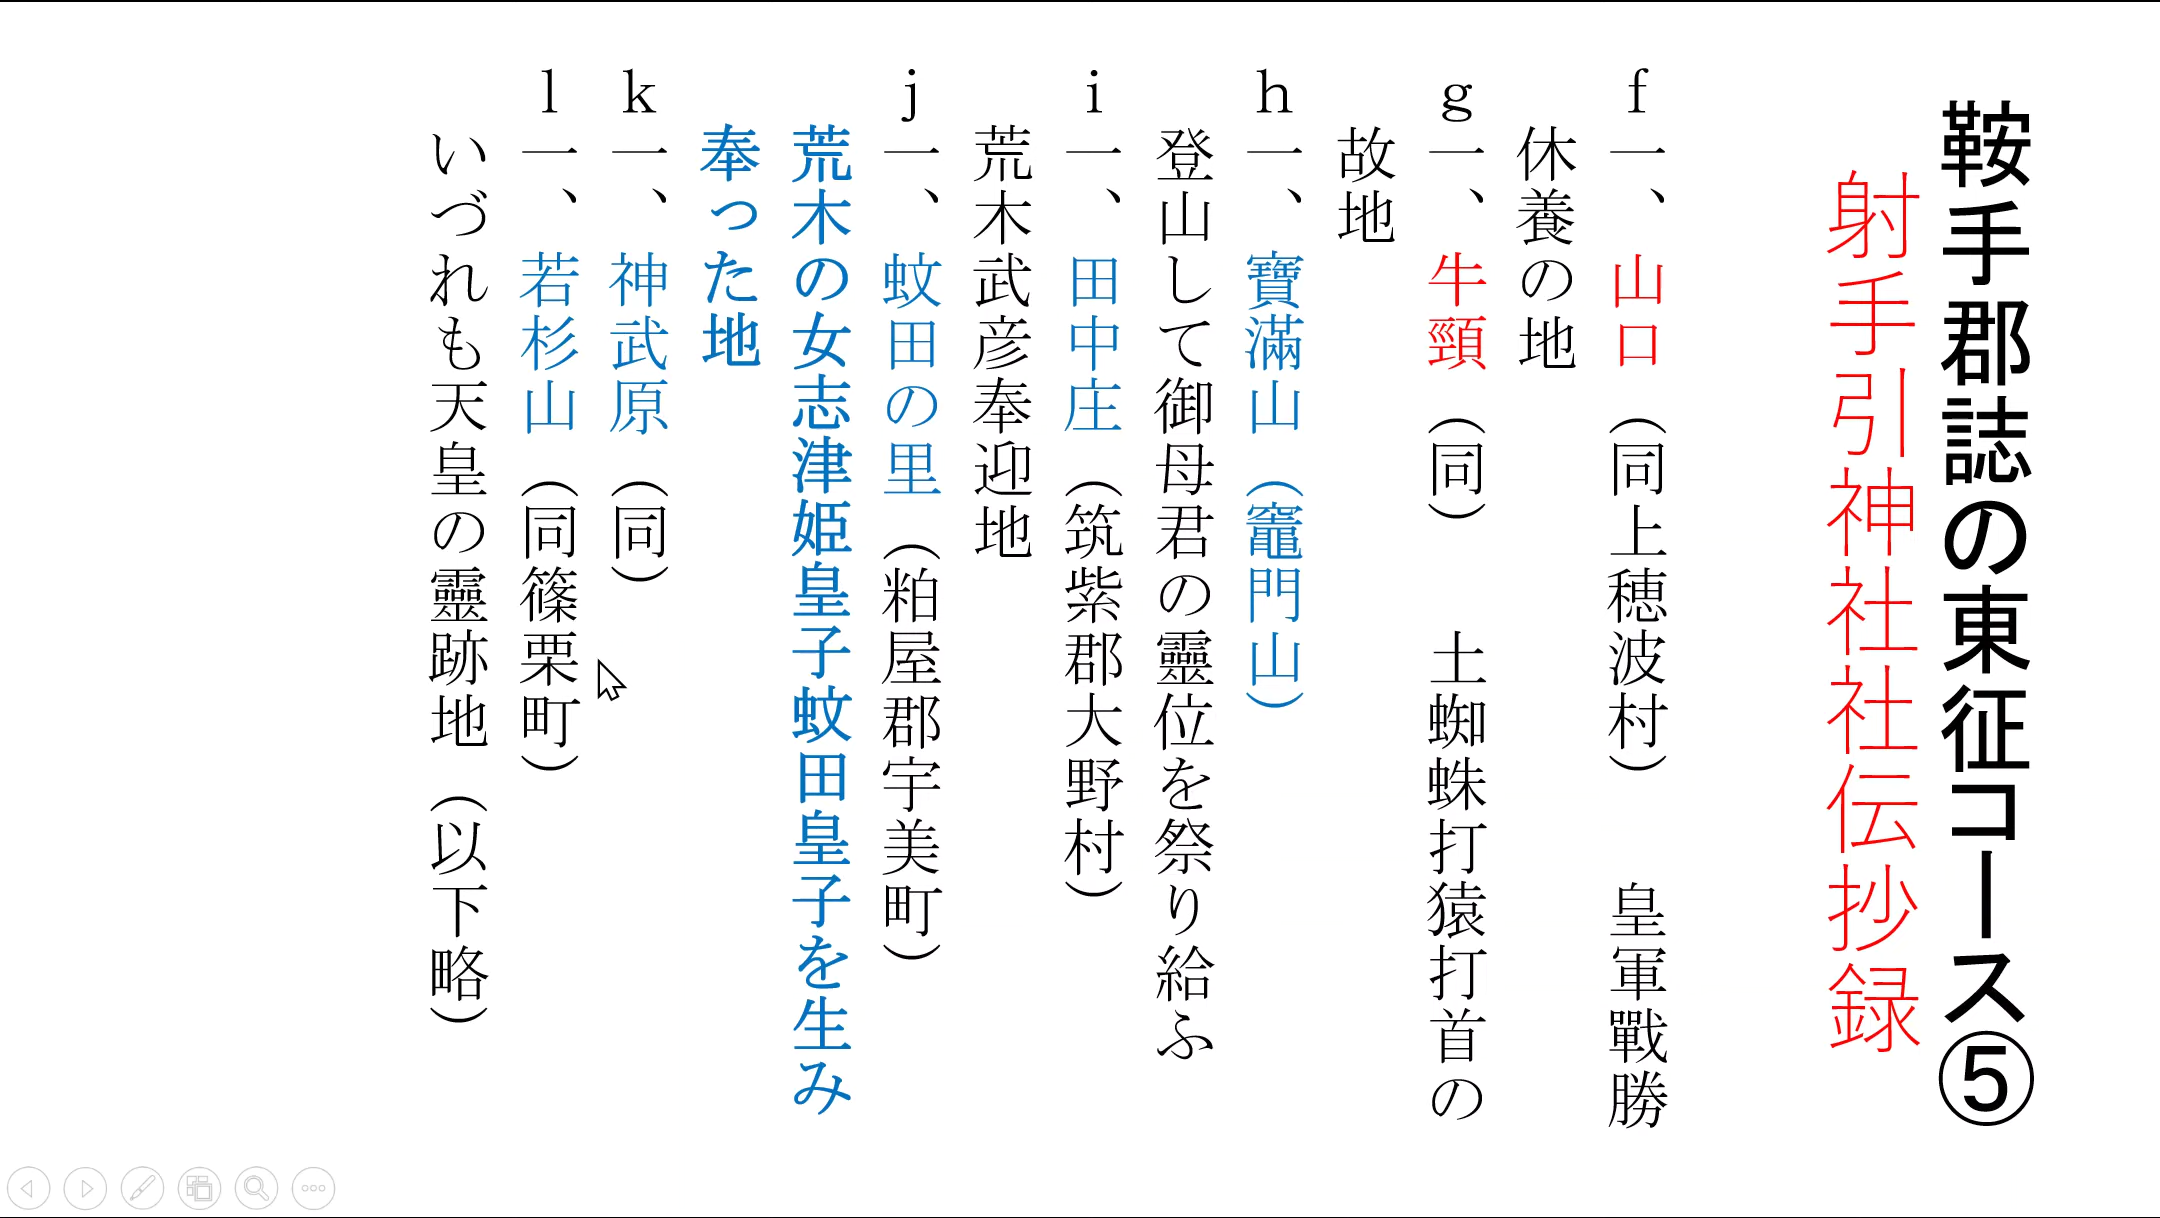 鞍手郡誌の東征コース⑤
射手引神社社伝抄録
f一、山口（同上穂波村）　皇軍戰勝
休養の地
g一、牛頸（同）　土蜘蛛打猿打首の
故地
h一、寶滿山（竈門山）
登山して御母君の靈位を祭り給ふ
i一、田中庄（筑紫郡大野村）
荒木武彦奉迎地
j一、蚊田の里（粕屋郡宇美町）
荒木の女志津姫皇子蚊田皇子を生み
奉った地
k一、神武原（同）
l一、若杉山（同篠栗町）
いづれも天皇の靈跡地（以下略）